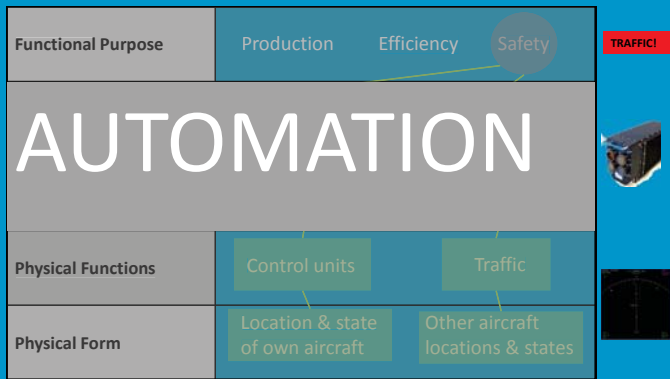 Functional Purpose
Production
Efficiency
Safety
TRAFFIC!
AUTOMATION
Physical Functions
Control units
Traffic
Physical Form
Location & state
of own aircraft
Other aircraft
locations & states